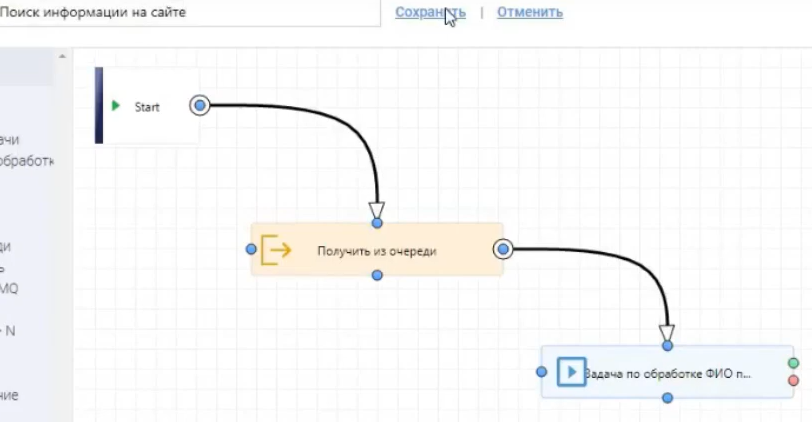 Поиск информации на сайте
Сохранить | Отменить
Start
ачи
обработк
Получить из очереди
ди
ь
MQ
N
Задача по обработке ФИО п...
ние